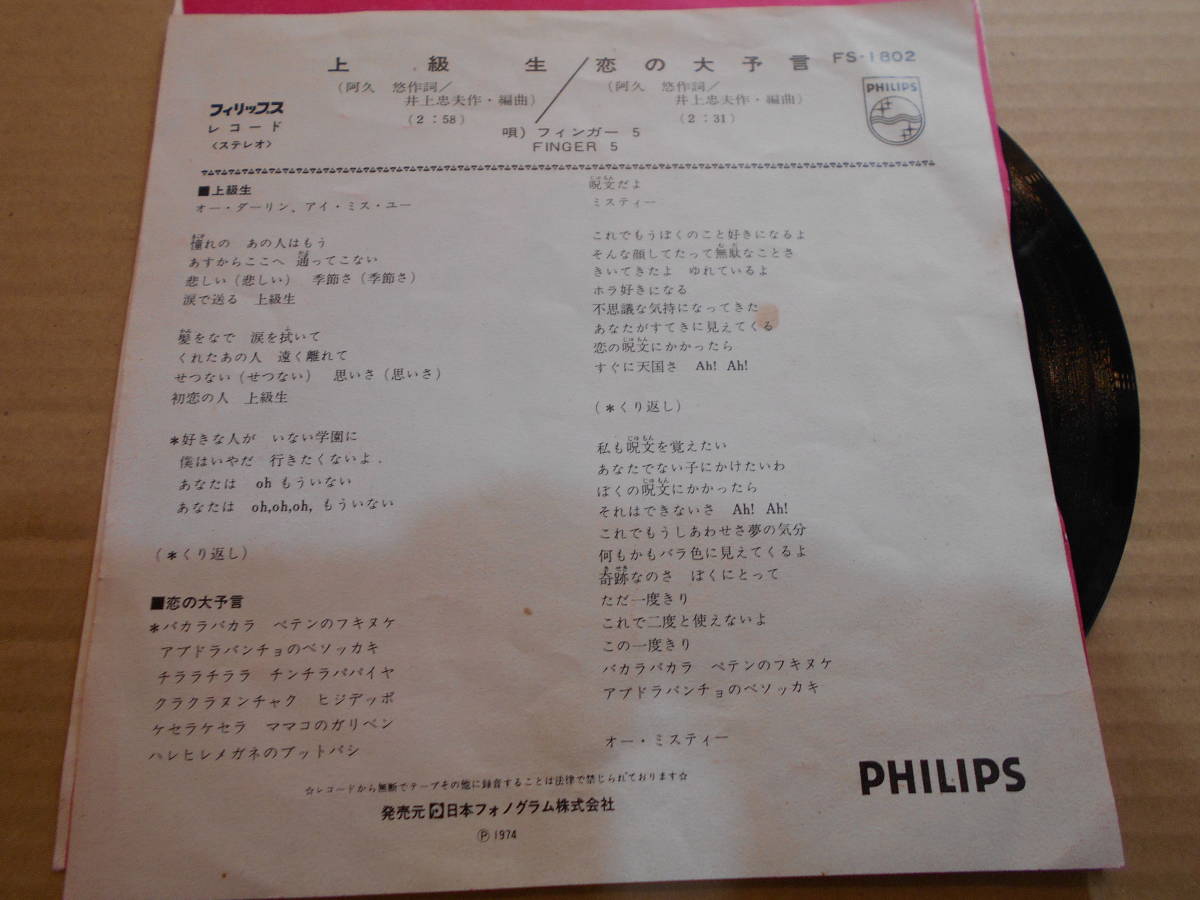 上級生/恋の大予言 FS-1802
(阿久 悠作詞/
井上忠夫作・編曲)
(2:58)
(阿久 悠作詞/
井上忠夫作・編曲)
(2:31)
フィリップス
レコード
<ステレオ>
唄) フィンガー 5
FINGER 5
PHILIPS
■上級生
オー・ダーリン、アイ・ミス・ユー
憧れの あの人はもう
あすからここへ 通ってこない
悲しい(悲しい) 季節さ(季節さ)
涙で送る 上級生
髪をなで 涙を拭いて
くれたあの人 遠く離れて
せつない(せつない) 思いさ(思いさ)
初恋の人 上級生
*好きな人が いない学園に
僕はいやだ 行きたくないよ.
あなたは oh もういない
あなたは oh,oh,oh, もういない
(*くり返し)
■恋の大予言
*バカラバカラ ペテンのフキヌケ
アブドラバンチョのベソッカキ
チララチララ チンチラパパイヤ
クラクラヌンチャク ヒジデッポ
ケセラケセラ ママコのガリベン
ハレヒレメガネのブットバシ
呪文だよ
ミスティー
これでもうぼくのこと好きになるよ
そんな顔してたって無駄なことさ
きいてきたよ ゆれているよ
ホラ好きになる
不思議な気持になってきた
あなたがすてきに見えてくる
恋の呪文にかかったら
すぐに天国さ Ah! Ah!
(*くり返し)
私も呪文を覚えたい
あなたでない子にかけたいわ
ぼくの呪文にかかったら
それはできないさ Ah! Ah!
これでもうしあわせさ夢の気分
何もかもバラ色に見えてくるよ
奇跡なのさ ぼくにとって
ただ一度きり
これで二度と使えないよ
この一度きり
バカラバカラ ペテンのフキヌケ
アブドラバンチョのベソッカキ
オー・ミスティー
☆レコードから無断でテープその他に録音することは法律で禁じられております☆
発売元 日本フォノグラム株式会社
Ⓟ1974
PHILIPS